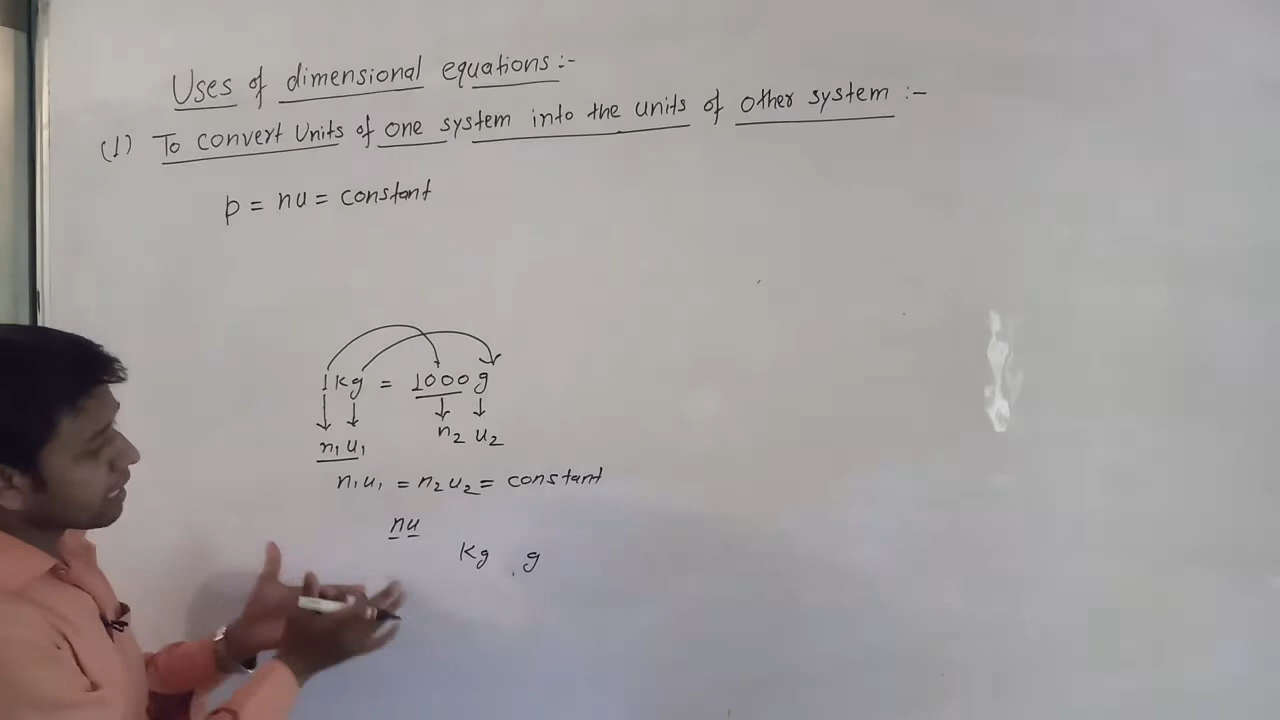 Uses of dimensional equations :-
(1) To convert Units of one system into the units of other system :-
p = nu = constant
1kg = 1000 g
n₁ u₁ n₂ u₂
n₁u₁ = n₂u₂ = constant
nu
Kg , g